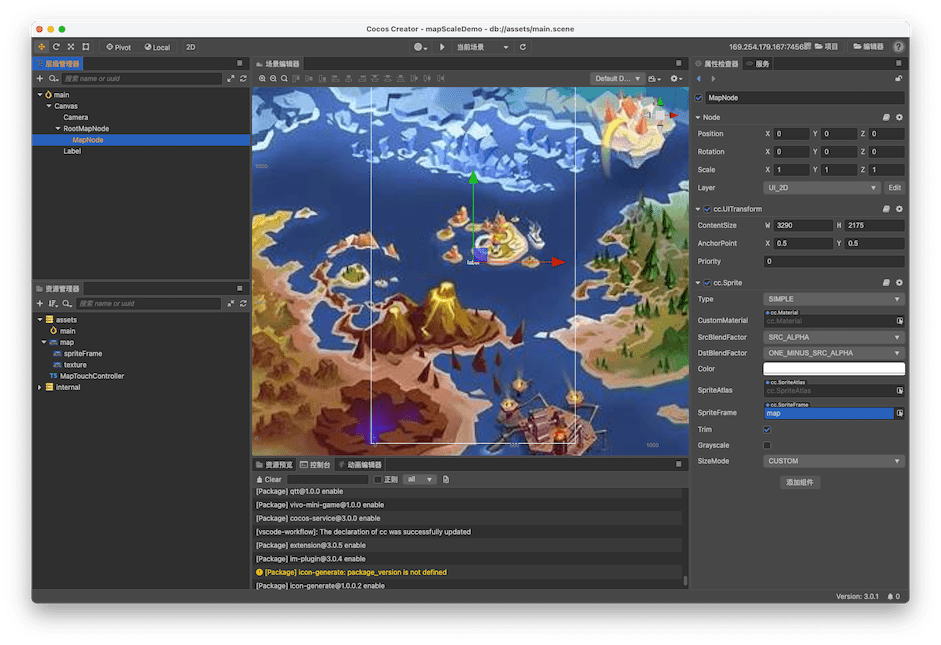 Cocos Creator - mapScaleDemo - db://assets/main.scene
Pivot Local 2D
当前场景
169.254.179.167:7456
项目 编辑器
层级管理器
搜索 name or uuid
main
Canvas
Camera
RootMapNode
MapNode
Label
资源管理器
搜索 name or uuid
assets
main
map
spriteFrame
texture
TS MapTouchController
internal
场景编辑器
Default D...
1000
1000
资源预览 控制台 动画编辑器
Clear 正则 all
[Package] qtt@1.0.0 enable
[Package] vivo-mini-game@1.0.0 enable
[Package] cocos-service@3.0.0 enable
[vscode-workflow]: The declaration of cc was successfully updated
[Package] extension@3.0.5 enable
[Package] im-plugin@3.0.4 enable
[Package] icon-generate: package_version is not defined
[Package] icon-generate@1.0.0.2 enable
属性检查器 服务
MapNode
Node
Position X 0 Y 0 Z 0
Rotation X 0 Y 0 Z 0
Scale X 1 Y 1 Z 1
Layer UI_2D Edit
cc.UITransform
ContentSize W 3290 H 2175
AnchorPoint X 0.5 Y 0.5
Priority 0
cc.Sprite
Type SIMPLE
cc.Material
CustomMaterial cc.Material
SrcBlendFactor SRC_ALPHA
DstBlendFactor ONE_MINUS_SRC_ALPHA
Color
cc.SpriteAtlas
SpriteAtlas cc.SpriteAtlas
cc.SpriteFrame
SpriteFrame map
Trim
Grayscale
SizeMode CUSTOM
添加组件
Version: 3.0.1 0